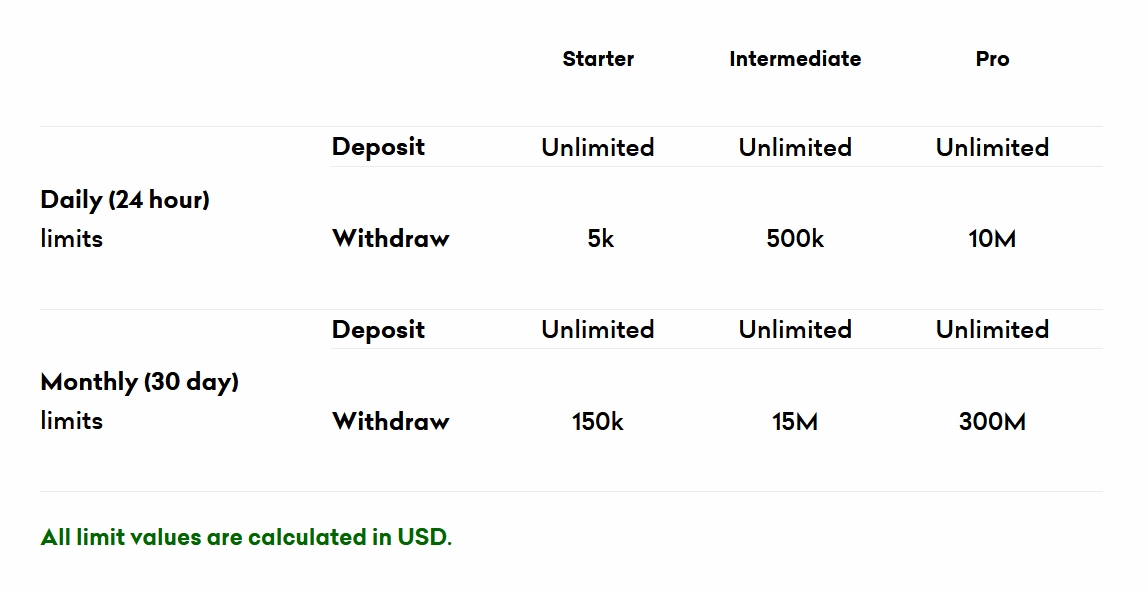 Starter Intermediate Pro
Deposit Unlimited Unlimited Unlimited
Daily (24 hour)
limits Withdraw 5k 500k 10M
Deposit Unlimited Unlimited Unlimited
Monthly (30 day)
limits Withdraw 150k 15M 300M
All limit values are calculated in USD.